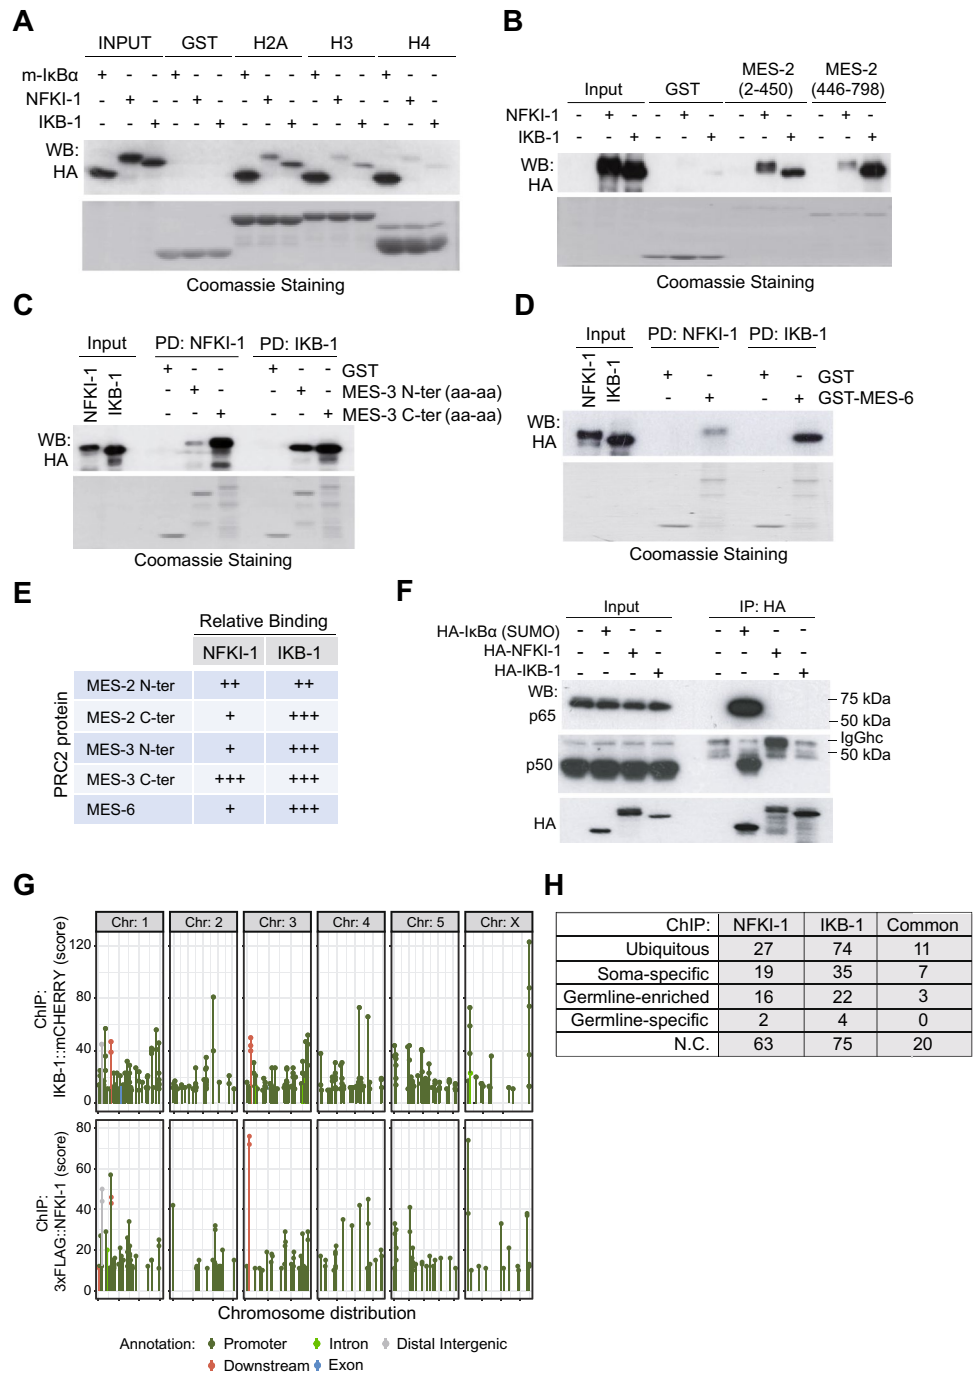 A
INPUT GST H2A H3 H4
m-IκBα + - - + - - + - - + - - + - -
NFKI-1 - + - - + - - + - - + - - + -
IKB-1 - - + - - + - - + - - + - - +
WB:
HA
Coomassie Staining
B
Input GST MES-2 (2-450) MES-2 (446-798)
NFKI-1 - + - - + - - + - - + -
IKB-1 - - + - - + - - + - - +
WB:
HA
Coomassie Staining
C
Input PD: NFKI-1 PD: IKB-1
NFKI-1 IKB-1
+ - - + - - GST
- + - - + - MES-3 N-ter (aa-aa)
- - + - - + MES-3 C-ter (aa-aa)
WB:
HA
Coomassie Staining
D
Input PD: NFKI-1 PD: IKB-1
NFKI-1 IKB-1
+ - + - GST
- + - + GST-MES-6
WB:
HA
Coomassie Staining
E
Relative Binding
NFKI-1 IKB-1
PRC2 protein
MES-2 N-ter ++ ++
MES-2 C-ter + +++
MES-3 N-ter + +++
MES-3 C-ter +++ +++
MES-6 + +++
F
Input IP: HA
HA-IκBα (SUMO) - + - - - + - -
HA-NFKI-1 - - + - - - + -
HA-IKB-1 - - - + - - - +
WB:
p65
75 kDa
50 kDa
IgGhc
50 kDa
p50
HA
G
Chr: 1 Chr: 2 Chr: 3 Chr: 4 Chr: 5 Chr: X
ChIP:
IKB-1::mCHERRY (score)
120
80
40
0
ChIP:
3xFLAG::NFKI-1 (score)
80
60
40
20
0
Chromosome distribution
Annotation: Promoter Intron Distal Intergenic
Downstream Exon
H
ChIP: NFKI-1 IKB-1 Common
Ubiquitous 27 74 11
Soma-specific 19 35 7
Germline-enriched 16 22 3
Germline-specific 2 4 0
N.C. 63 75 20